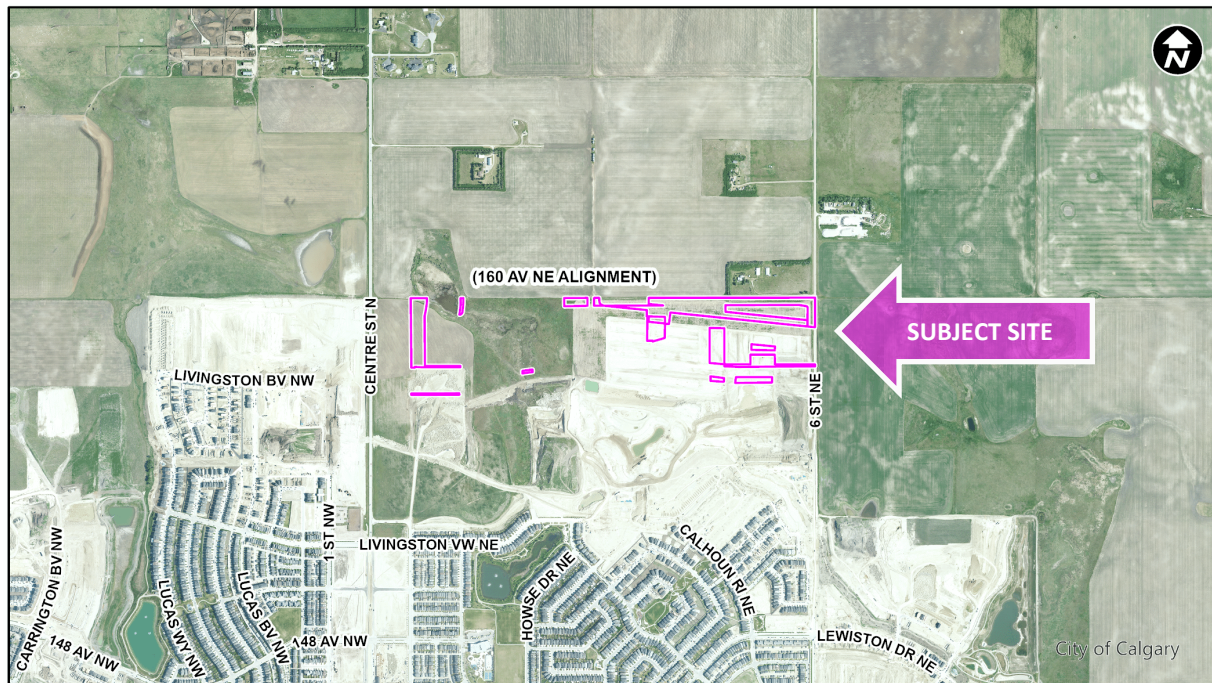 N
(160 AV NE ALIGNMENT)
CENTRE ST N
SUBJECT SITE
LIVINGSTON BV NW
6 ST NE
1 ST NW
LIVINGSTON VW NE
CALHOUN RI NE
HOWSE DR NE
CARRINGTON BV NW
LUCAS WY NW
LUCAS BV NW
148 AV NW
148 AV NW
LEWISTON DR NE
City of Calgary